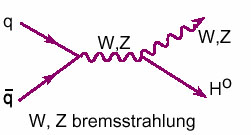 q
W,Z
W,Z
q̄
H⁰
W, Z bremsstrahlung